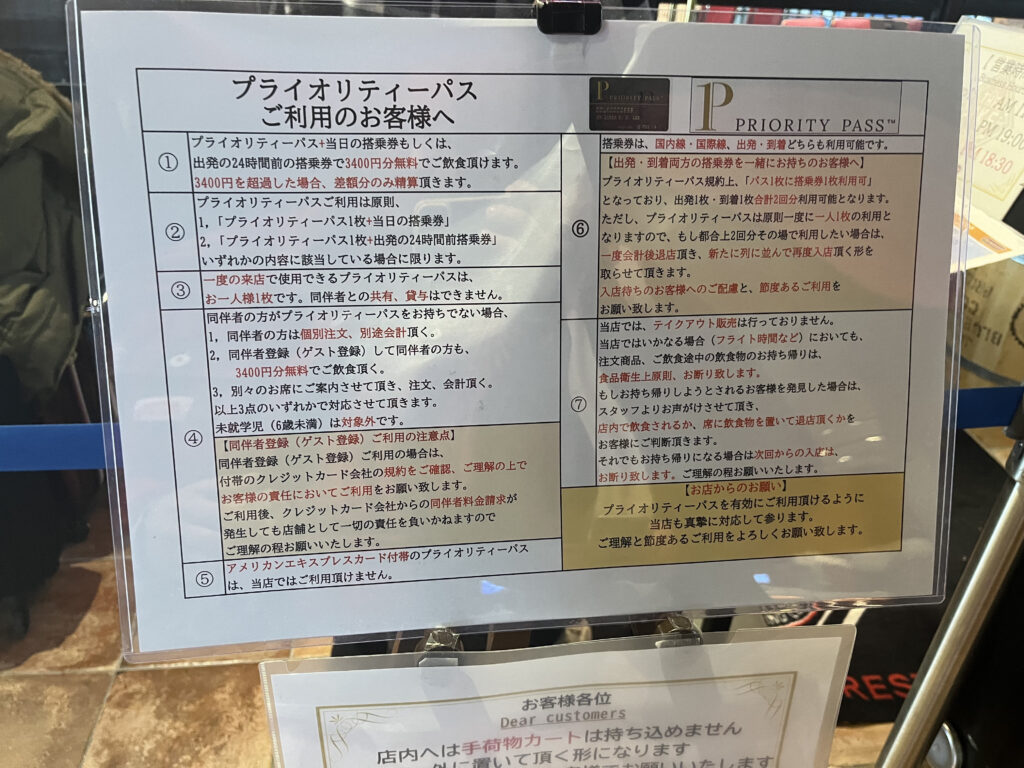 プライオリティーパス
ご利用のお客様へ
PRIORITY PASS
PRIORITY PASS™
① プライオリティーパス+当日の搭乗券もしくは、
出発の24時間前の搭乗券で3400円分無料でご飲食頂けます。
3400円を超過した場合、差額分のみ精算頂きます。
② プライオリティーパスご利用は原則、
1,「プライオリティーパス1枚+当日の搭乗券」
2,「プライオリティーパス1枚+出発の24時間前搭乗券」
いずれかの内容に該当している場合に限ります。
③ 一度の来店で使用できるプライオリティーパスは、
お一人様1枚です。同伴者との共有、貸与はできません。
④ 同伴者の方がプライオリティーパスをお持ちでない場合、
1, 同伴者の方は個別注文、別途会計頂く。
2, 同伴者登録(ゲスト登録)して同伴者の方も、
3400円分無料でご飲食頂く。
3, 別々のお席にご案内させて頂き、注文、会計頂く。
以上3点のいずれかで対応させて頂きます。
未就学児(6歳未満)は対象外です。
【同伴者登録(ゲスト登録)ご利用の注意点】
同伴者登録(ゲスト登録)ご利用の場合は、
付帯のクレジットカード会社の規約をご確認、ご理解の上で
お客様の責任においてご利用をお願い致します。
ご利用後、クレジットカード会社からの同伴者料金請求が
発生しても店舗として一切の責任を負いかねますので
ご理解の程お願いいたします。
⑤ アメリカンエキスプレスカード付帯のプライオリティーパス
は、当店ではご利用頂けません。
⑥ 搭乗券は、国内線・国際線、出発・到着どちらも利用可能です。
【出発・到着両方の搭乗券を一緒にお持ちのお客様へ】
プライオリティーパス規約上、「パス1枚に搭乗券1枚利用可」
となっており、出発1枚・到着1枚合計2回分利用可能となります。
ただし、プライオリティーパスは原則一度に一人1枚の利用と
なりますので、もし都合上2回分その場で利用したい場合は、
一度会計後退店頂き、新たに列に並んで再度入店頂く形を
取らせて頂きます。
入店待ちのお客様へのご配慮と、節度あるご利用を
お願い致します。
⑦ 当店では、テイクアウト販売は行っておりません。
当店ではいかなる場合(フライト時間など)においても、
注文商品、ご飲食途中の飲食物のお持ち帰りは、
食品衛生上原則、お断り致します。
もしお持ち帰りしようとされるお客様を発見した場合は、
スタッフよりお声がけさせて頂き、
店内で飲食されるか、席に飲食物を置いて退店頂くかを
お客様にご判断頂きます。
それでもお持ち帰りになる場合は次回からの入店は、
お断り致します。ご理解の程お願いいたします。
【お店からのお願い】
プライオリティーパスを有効にご利用頂けるように
当店も真摯に対応して参ります。
ご理解と節度あるご利用をよろしくお願い致します。
お客様各位
Dear customers
店内へは手荷物カートは持ち込めません
外に置いて頂く形になります
お願いいたします
AM
PM 19:00
18:30
RES